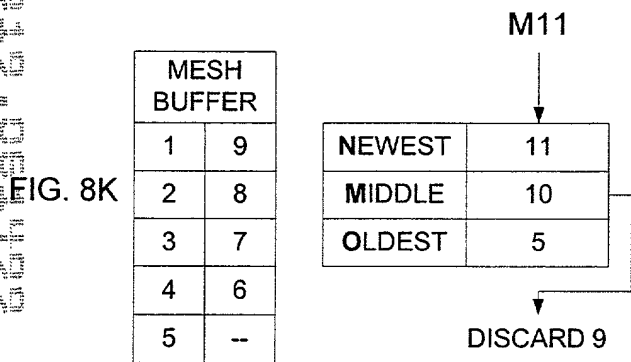 M11
MESH
BUFFER
1 9
2 8
3 7
4 6
5 --
FIG. 8K
NEWEST 11
MIDDLE 10
OLDEST 5
DISCARD 9